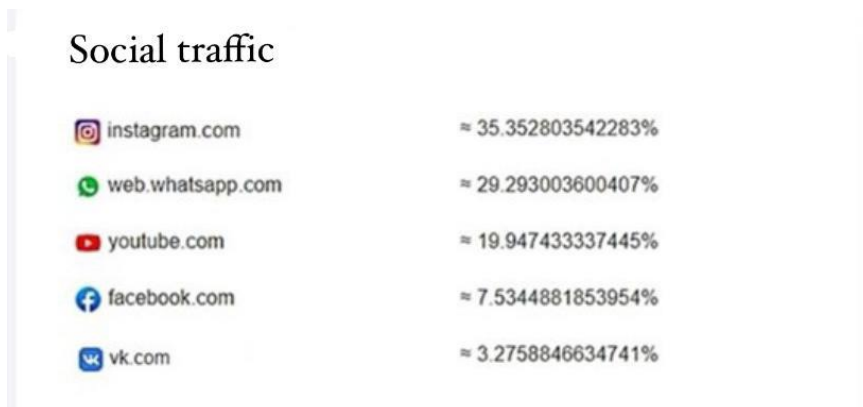 Social traffic
instagram.com ≈ 35.352803542283%
web.whatsapp.com ≈ 29.293003600407%
youtube.com ≈ 19.947433337445%
facebook.com ≈ 7.5344881853954%
vk.com ≈ 3.2758846634741%